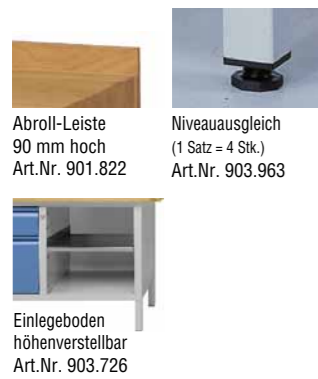 Abroll-Leiste
90 mm hoch
Art.Nr. 901.822
Niveauausgleich
(1 Satz = 4 Stk.)
Art.Nr. 903.963
Einlegeboden
höhenverstellbar
Art.Nr. 903.726